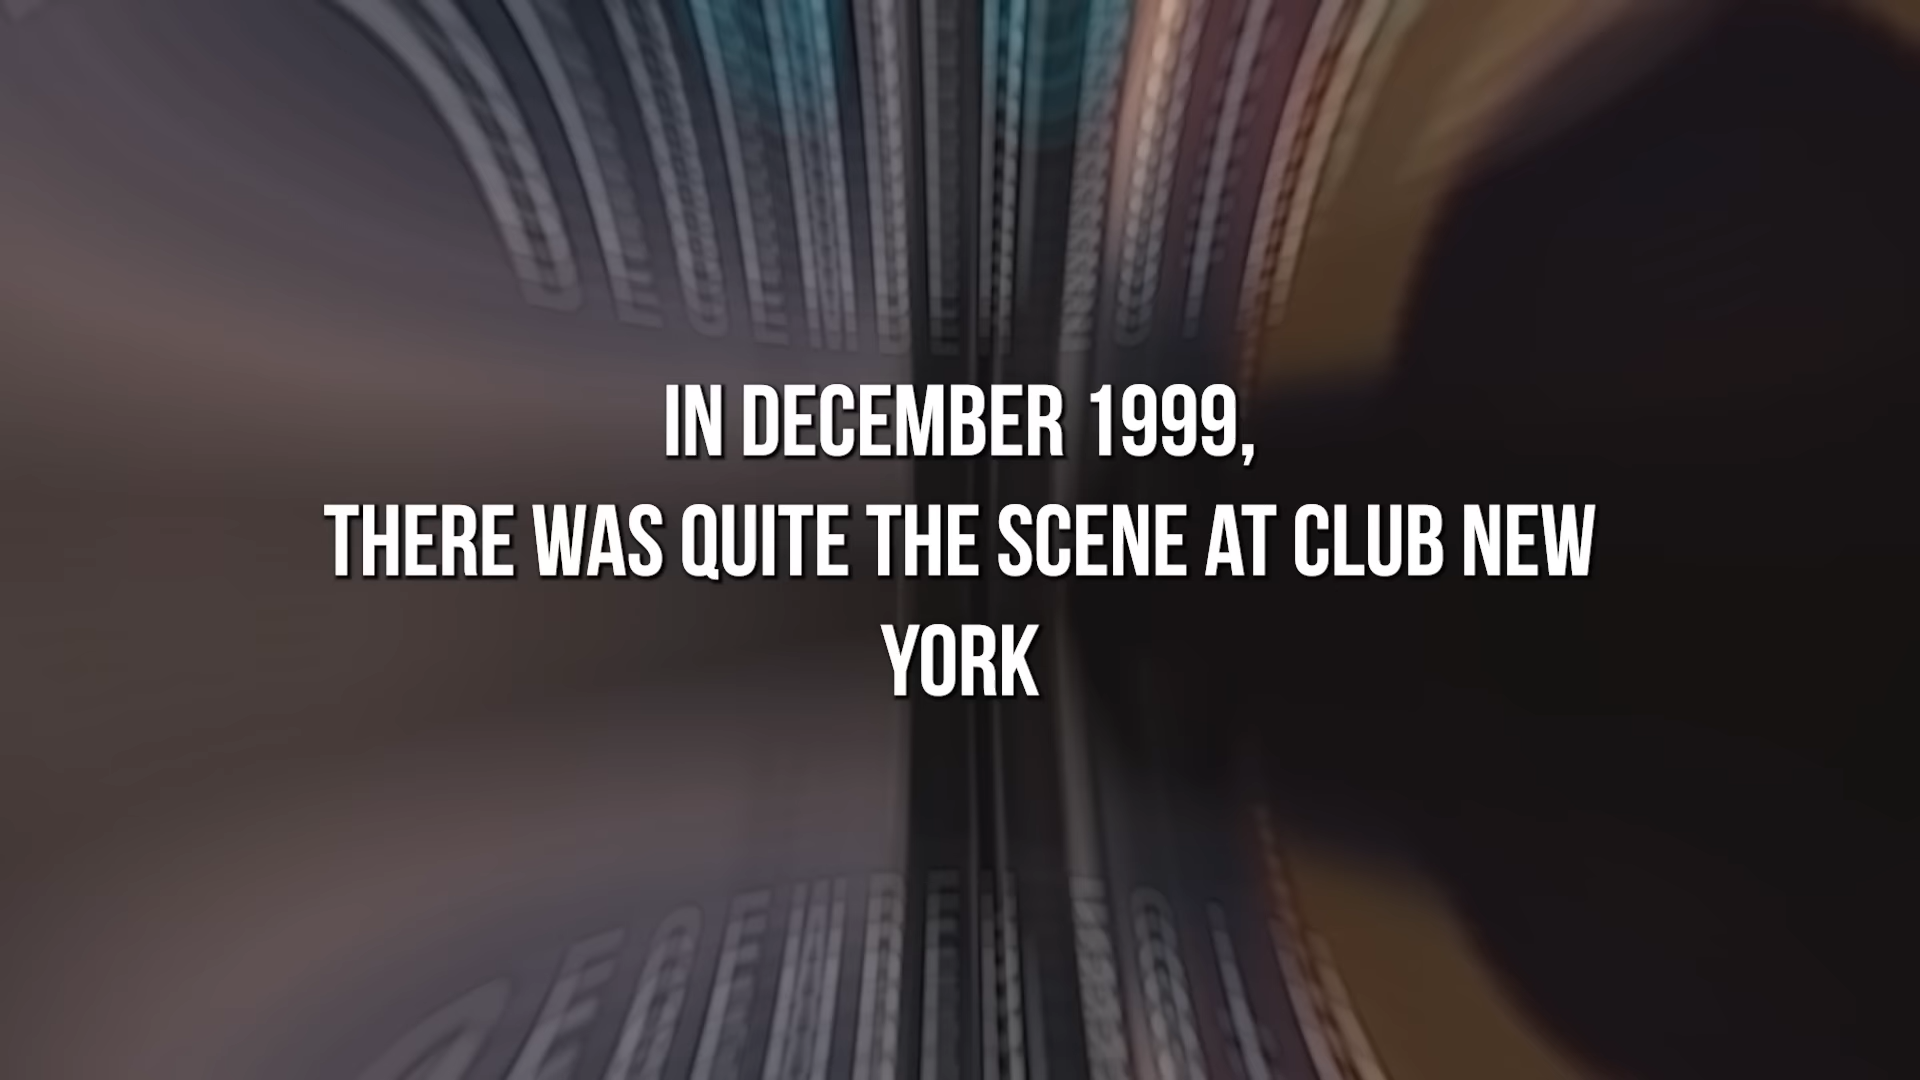 IN DECEMBER 1999,
THERE WAS QUITE THE SCENE AT CLUB NEW
YORK